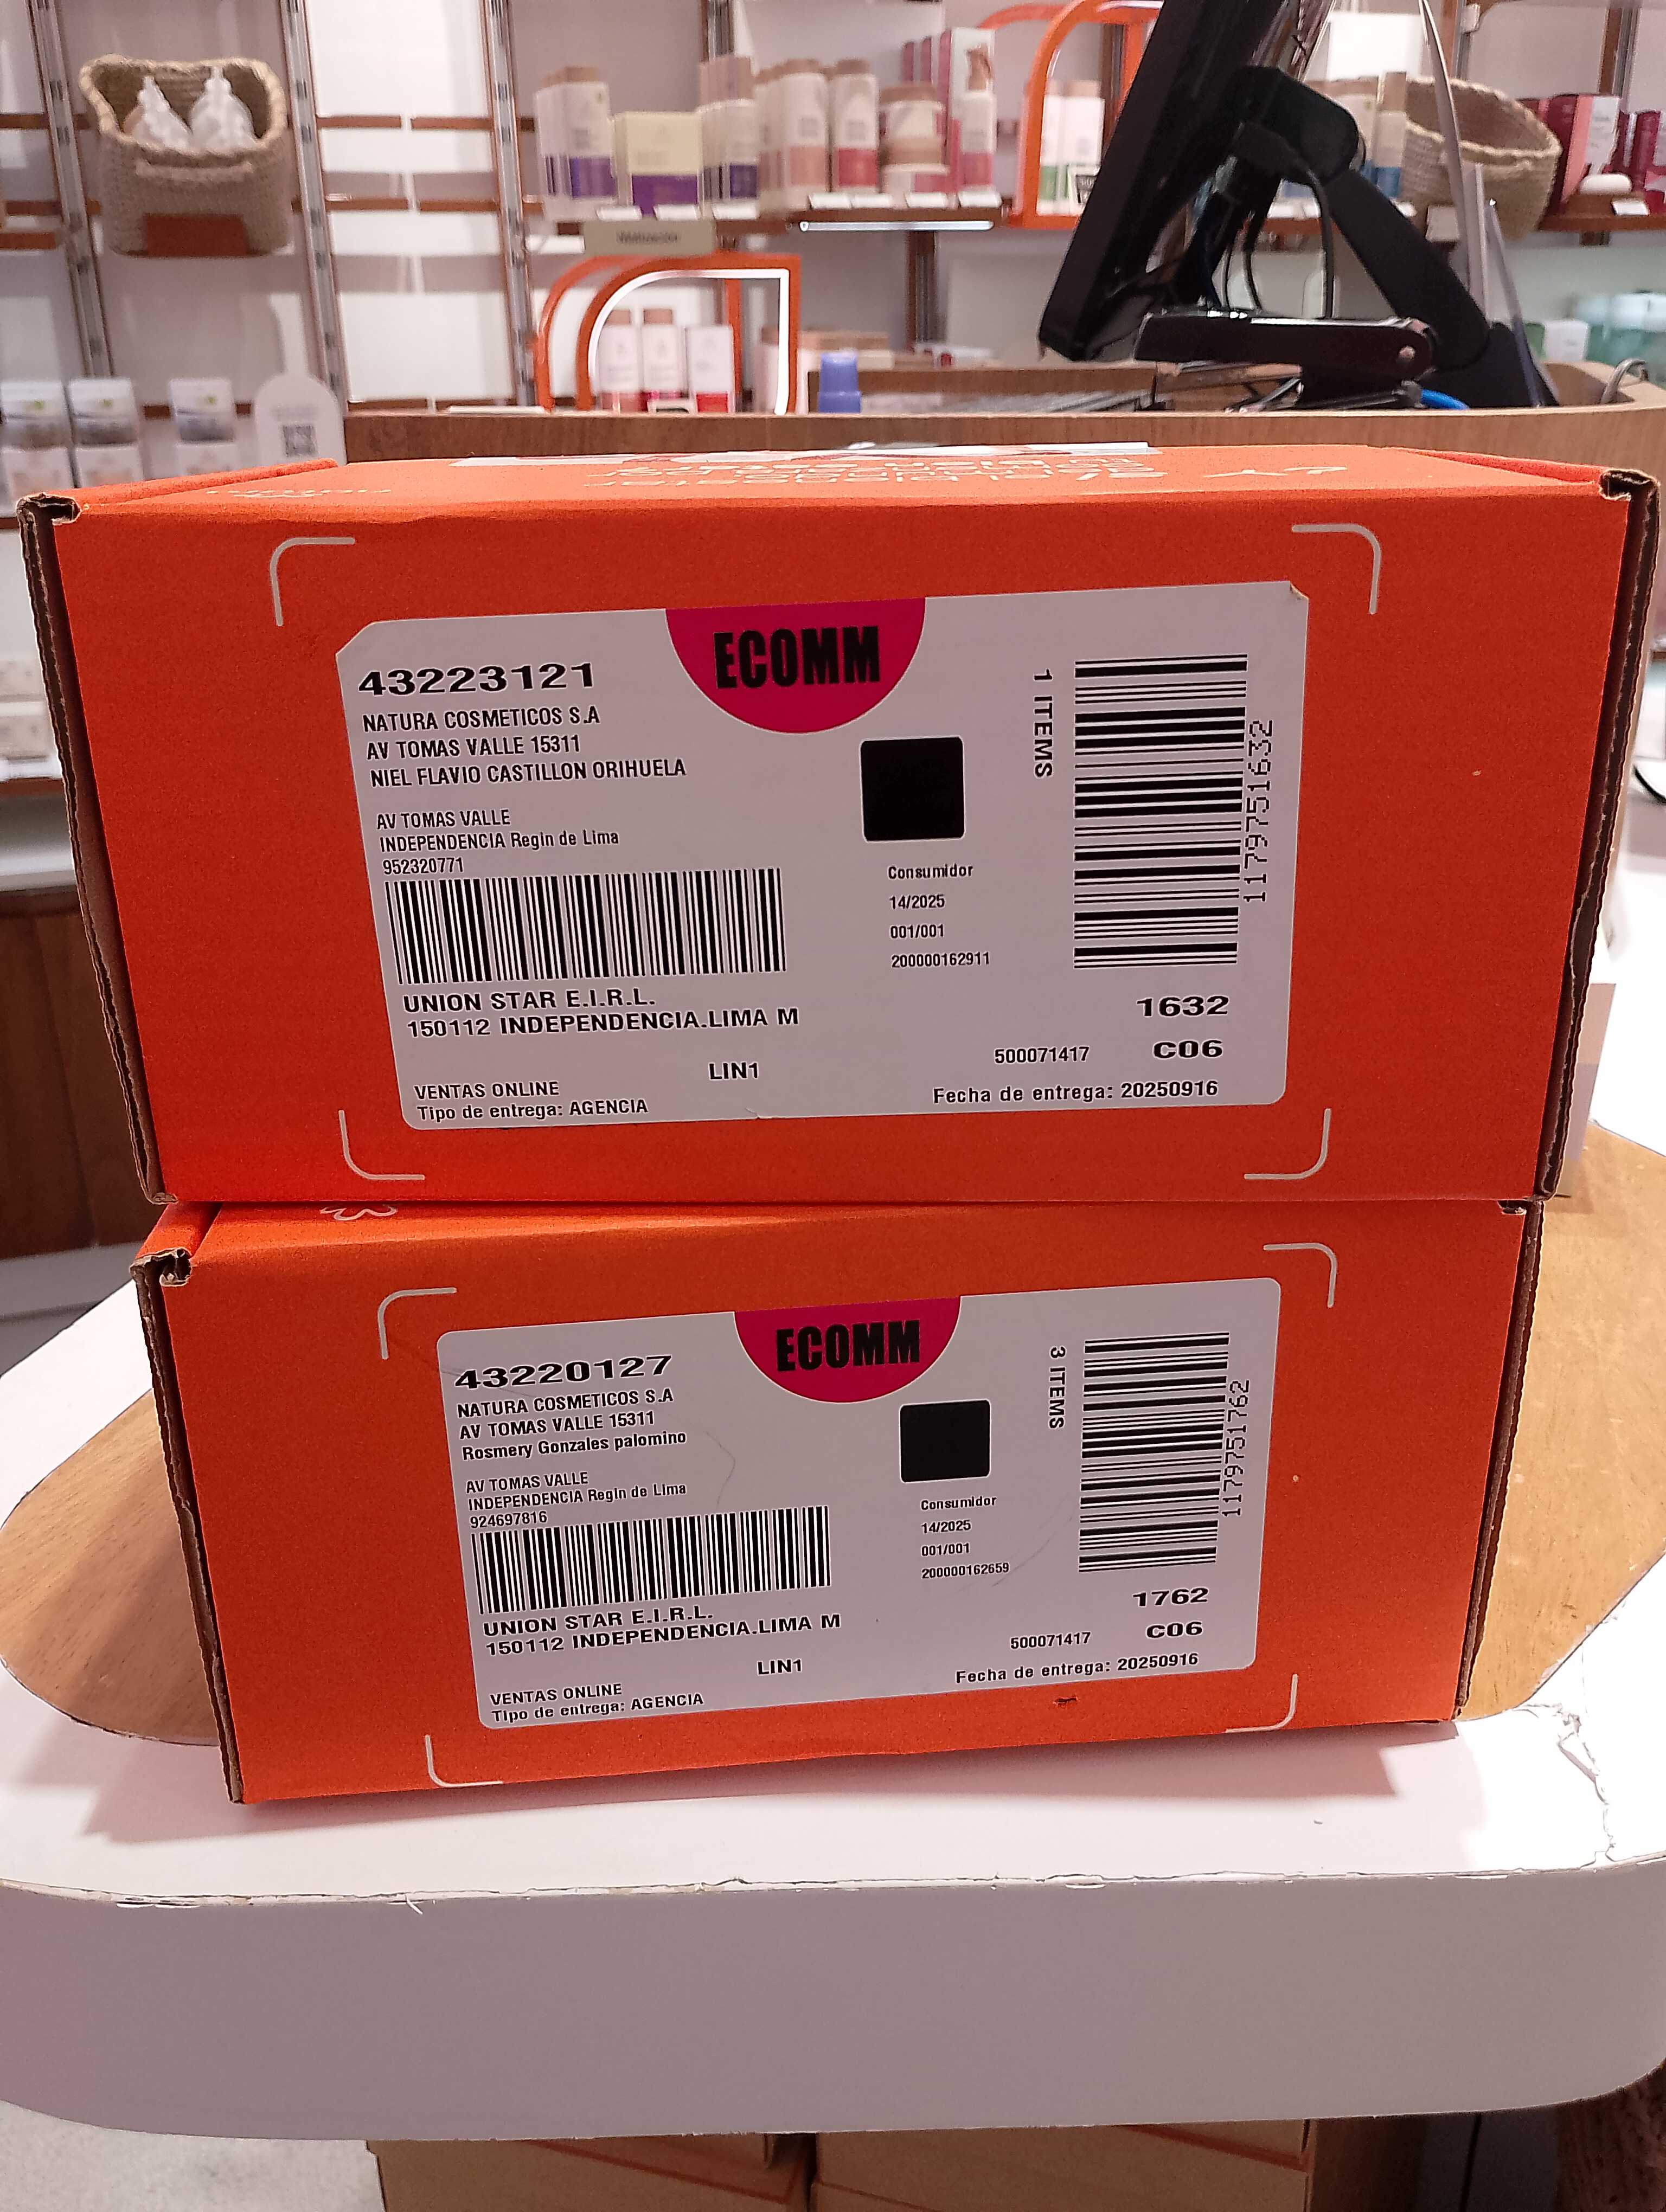 43223121
NATURA COSMETICOS S.A
AV TOMAS VALLE 15311
NIEL FLAVIO CASTILLON ORIHUELA
AV TOMAS VALLE
INDEPENDENCIA Regin de Lima
952320771
UNION STAR E.I.R.L.
150112 INDEPENDENCIA.LIMA M
LIN1
VENTAS ONLINE
Tipo de entrega: AGENCIA
ECOMM
Consumidor
14/2025
001/001
200000162911
1 ITEMS
1179751632
1632
500071417 C06
Fecha de entrega: 20250916
43220127
NATURA COSMETICOS S.A
AV TOMAS VALLE 15311
Rosmery Gonzales palomino
AV TOMAS VALLE
INDEPENDENCIA Regin de Lima
924697816
UNION STAR E.I.R.L.
150112 INDEPENDENCIA.LIMA M
LIN1
VENTAS ONLINE
Tipo de entrega: AGENCIA
ECOMM
Consumidor
14/2025
001/001
200000162659
3 ITEMS
1179751762
1762
500071417 C06
Fecha de entrega: 20250916